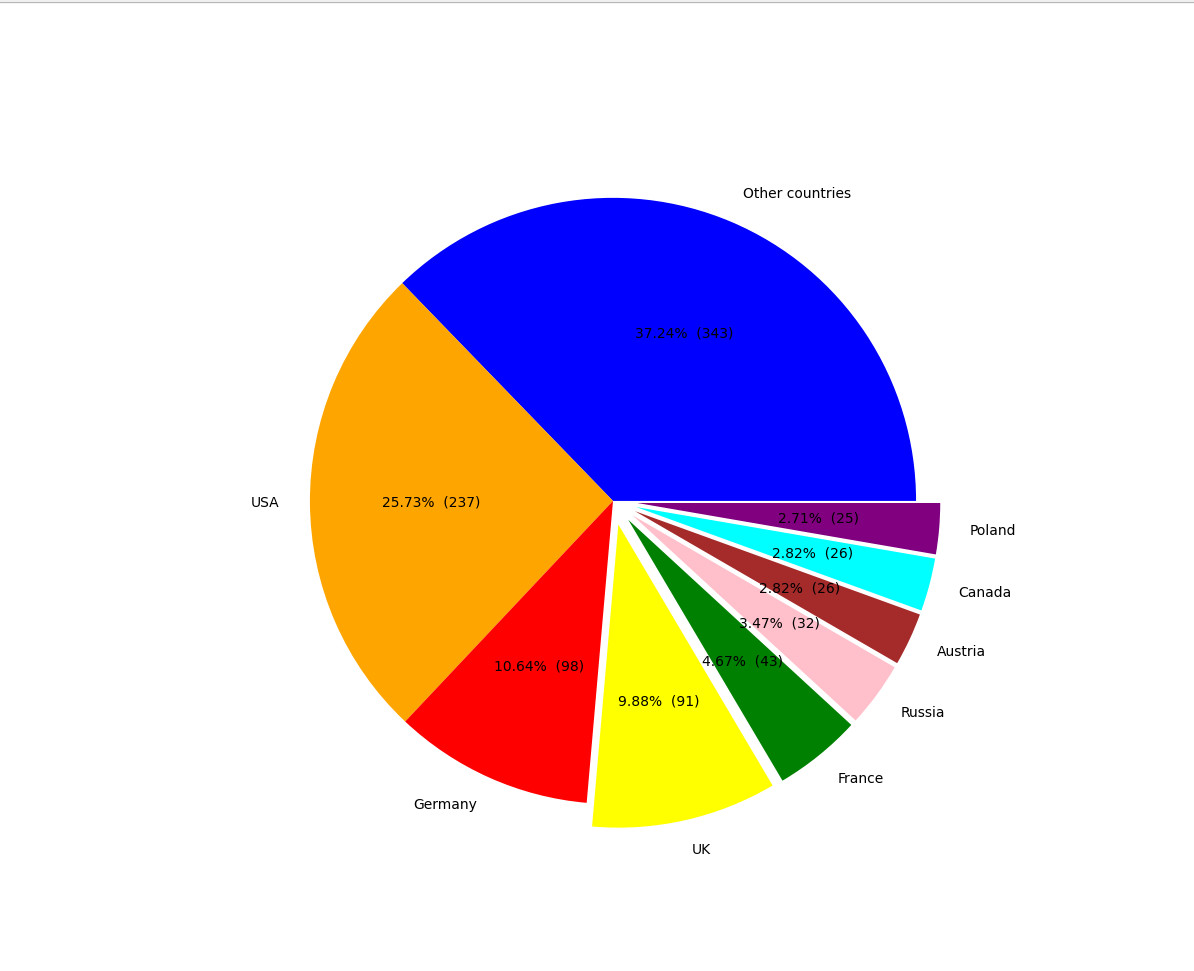 Other countries
37.24% (343)
USA
25.73% (237)
2.71% (25)
Poland
2.82% (26)
Canada
2.82% (26)
3.47% (32)
Austria
10.64% (98)
4.67% (43)
9.88% (91)
Russia
France
Germany
UK